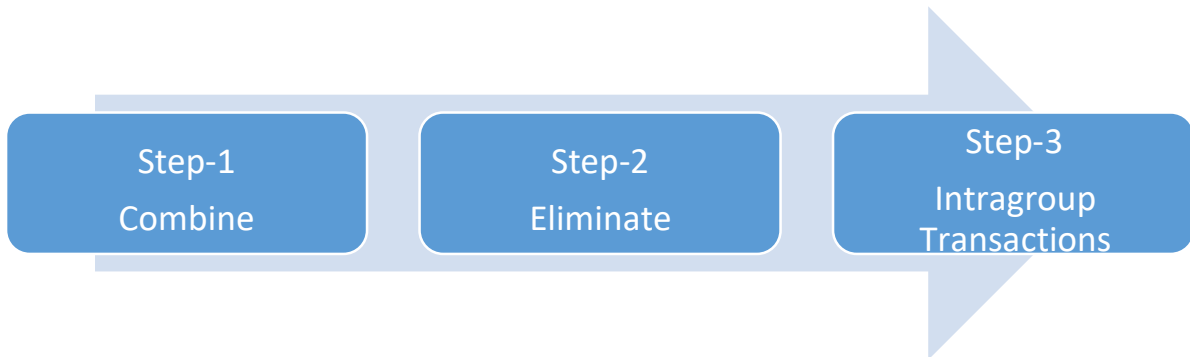 Step-1
Combine
Step-2
Eliminate
Step-3
Intragroup
Transactions